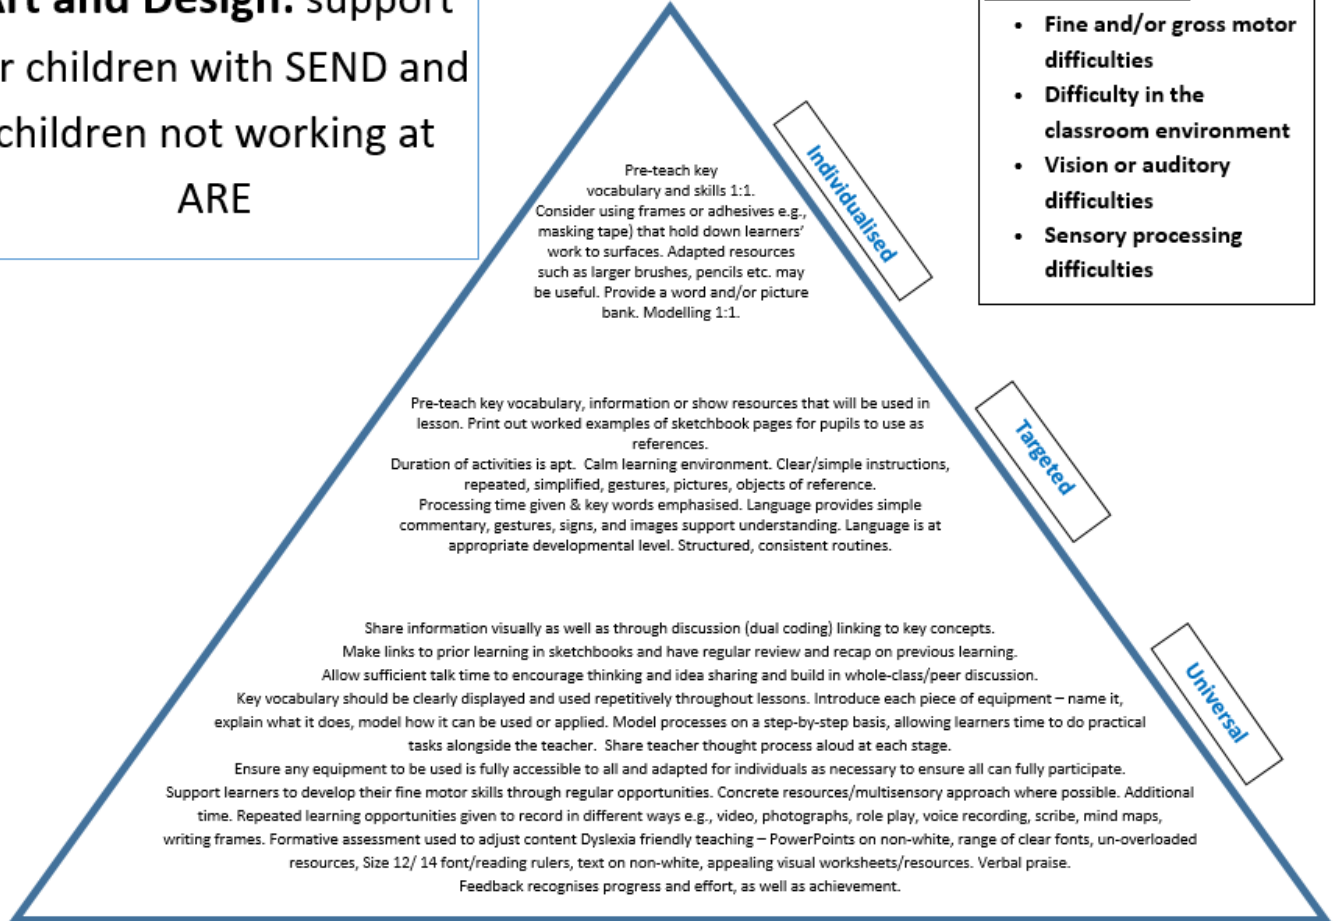 Art and Design: support
r children with SEND and
children not working at
ARE
• Fine and/or gross motor
difficulties
• Difficulty in the
classroom environment
• Vision or auditory
difficulties
• Sensory processing
difficulties
Individualised
Pre-teach key
vocabulary and skills 1:1.
Consider using frames or adhesives e.g.,
masking tape) that hold down learners’
work to surfaces. Adapted resources
such as larger brushes, pencils etc. may
be useful. Provide a word and/or picture
bank. Modelling 1:1.
Targeted
Pre-teach key vocabulary, information or show resources that will be used in
lesson. Print out worked examples of sketchbook pages for pupils to use as
references.
Duration of activities is apt. Calm learning environment. Clear/simple instructions,
repeated, simplified, gestures, pictures, objects of reference.
Processing time given & key words emphasised. Language provides simple
commentary, gestures, signs, and images support understanding. Language is at
appropriate developmental level. Structured, consistent routines.
Universal
Share information visually as well as through discussion (dual coding) linking to key concepts.
Make links to prior learning in sketchbooks and have regular review and recap on previous learning.
Allow sufficient talk time to encourage thinking and idea sharing and build in whole-class/peer discussion.
Key vocabulary should be clearly displayed and used repetitively throughout lessons. Introduce each piece of equipment – name it,
explain what it does, model how it can be used or applied. Model processes on a step-by-step basis, allowing learners time to do practical
tasks alongside the teacher. Share teacher thought process aloud at each stage.
Ensure any equipment to be used is fully accessible to all and adapted for individuals as necessary to ensure all can fully participate.
Support learners to develop their fine motor skills through regular opportunities. Concrete resources/multisensory approach where possible. Additional
time. Repeated learning opportunities given to record in different ways e.g., video, photographs, role play, voice recording, scribe, mind maps,
writing frames. Formative assessment used to adjust content Dyslexia friendly teaching – PowerPoints on non-white, range of clear fonts, un-overloaded
resources, Size 12/ 14 font/reading rulers, text on non-white, appealing visual worksheets/resources. Verbal praise.
Feedback recognises progress and effort, as well as achievement.